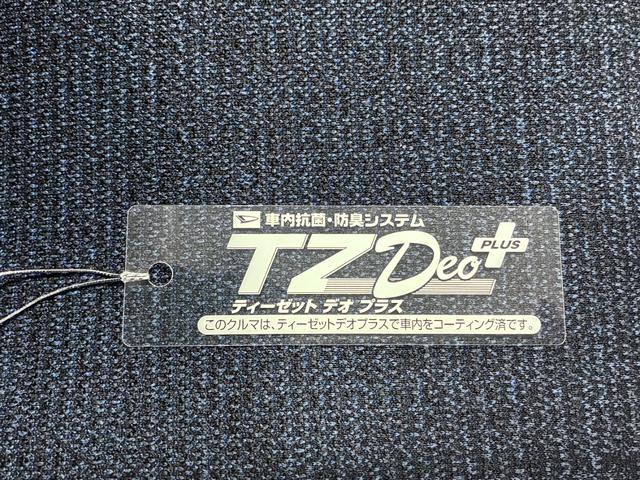 車内抗菌・防臭システム
TZDeo+
PLUS
ティーゼット デオ プラス
このクルマは、ティーゼットデオプラスで車内をコーティング済です。